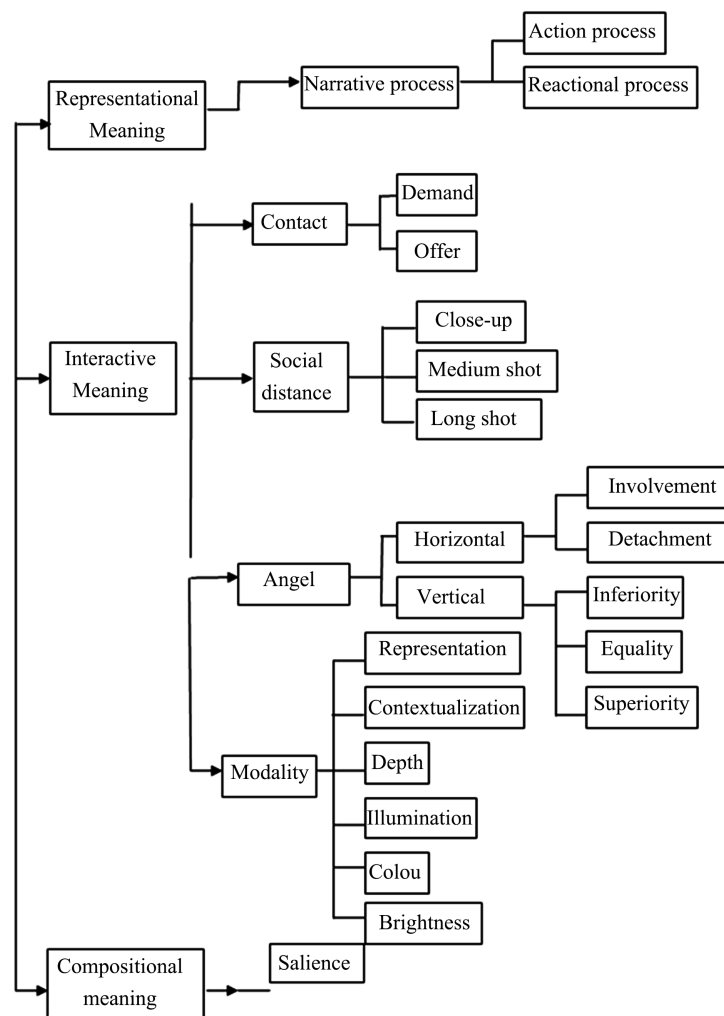 Action process
Representational
Meaning
Narrative process
Reactional process
Contact
Demand
Offer
Interactive
Meaning
Social
distance
Close-up
Medium shot
Long shot
Angel
Horizontal
Involvement
Detachment
Vertical
Inferiority
Equality
Superiority
Modality
Representation
Contextualization
Depth
Illumination
Colou
Brightness
Compositional
meaning
Salience